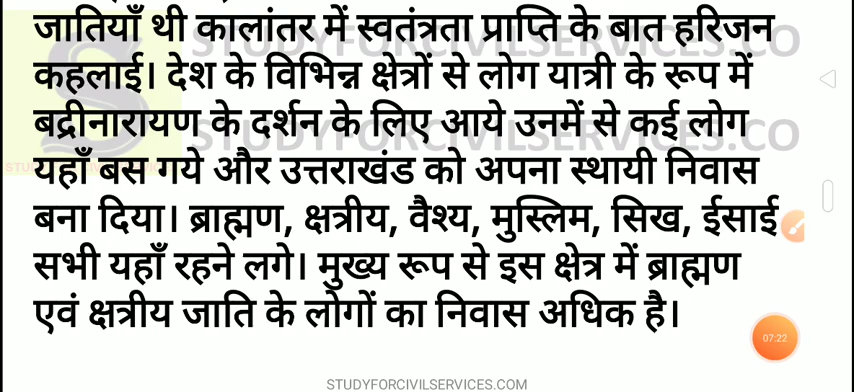 जातियाँ थी कालांतर में स्वतंत्रता प्राप्ति के बात हरिजन
कहलाई। देश के विभिन्न क्षेत्रों से लोग यात्री के रूप में
बद्रीनारायण के दर्शन के लिए आये उनमें से कई लोग
यहाँ बस गये और उत्तराखंड को अपना स्थायी निवास
बना दिया। ब्राह्मण, क्षत्रीय, वैश्य, मुस्लिम, सिख, ईसाई
सभी यहाँ रहने लगे। मुख्य रूप से इस क्षेत्र में ब्राह्मण
एवं क्षत्रीय जाति के लोगों का निवास अधिक है।
07:22
STUDYFORCIVILSERVICES.COM